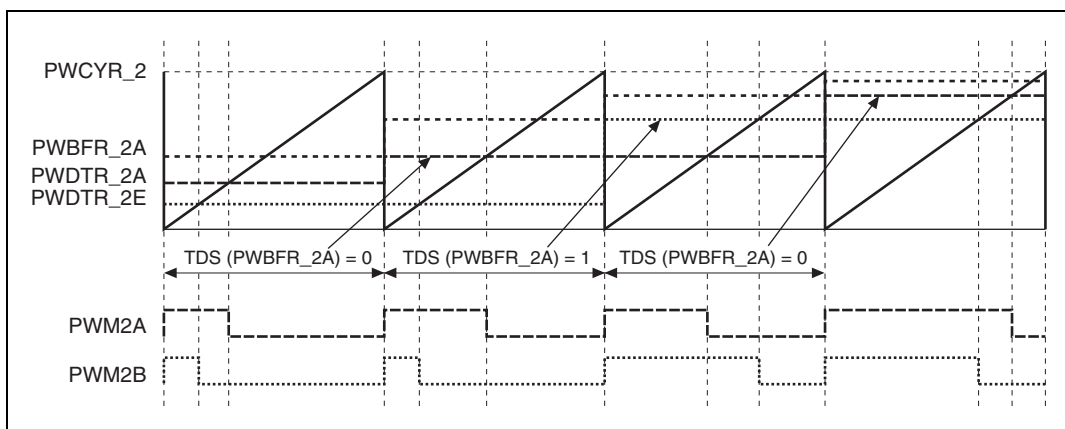 PWCYR_2
PWBFR_2A
PWDTR_2A
PWDTR_2E
TDS (PWBFR_2A) = 0
TDS (PWBFR_2A) = 1
TDS (PWBFR_2A) = 0
PWM2A
PWM2B